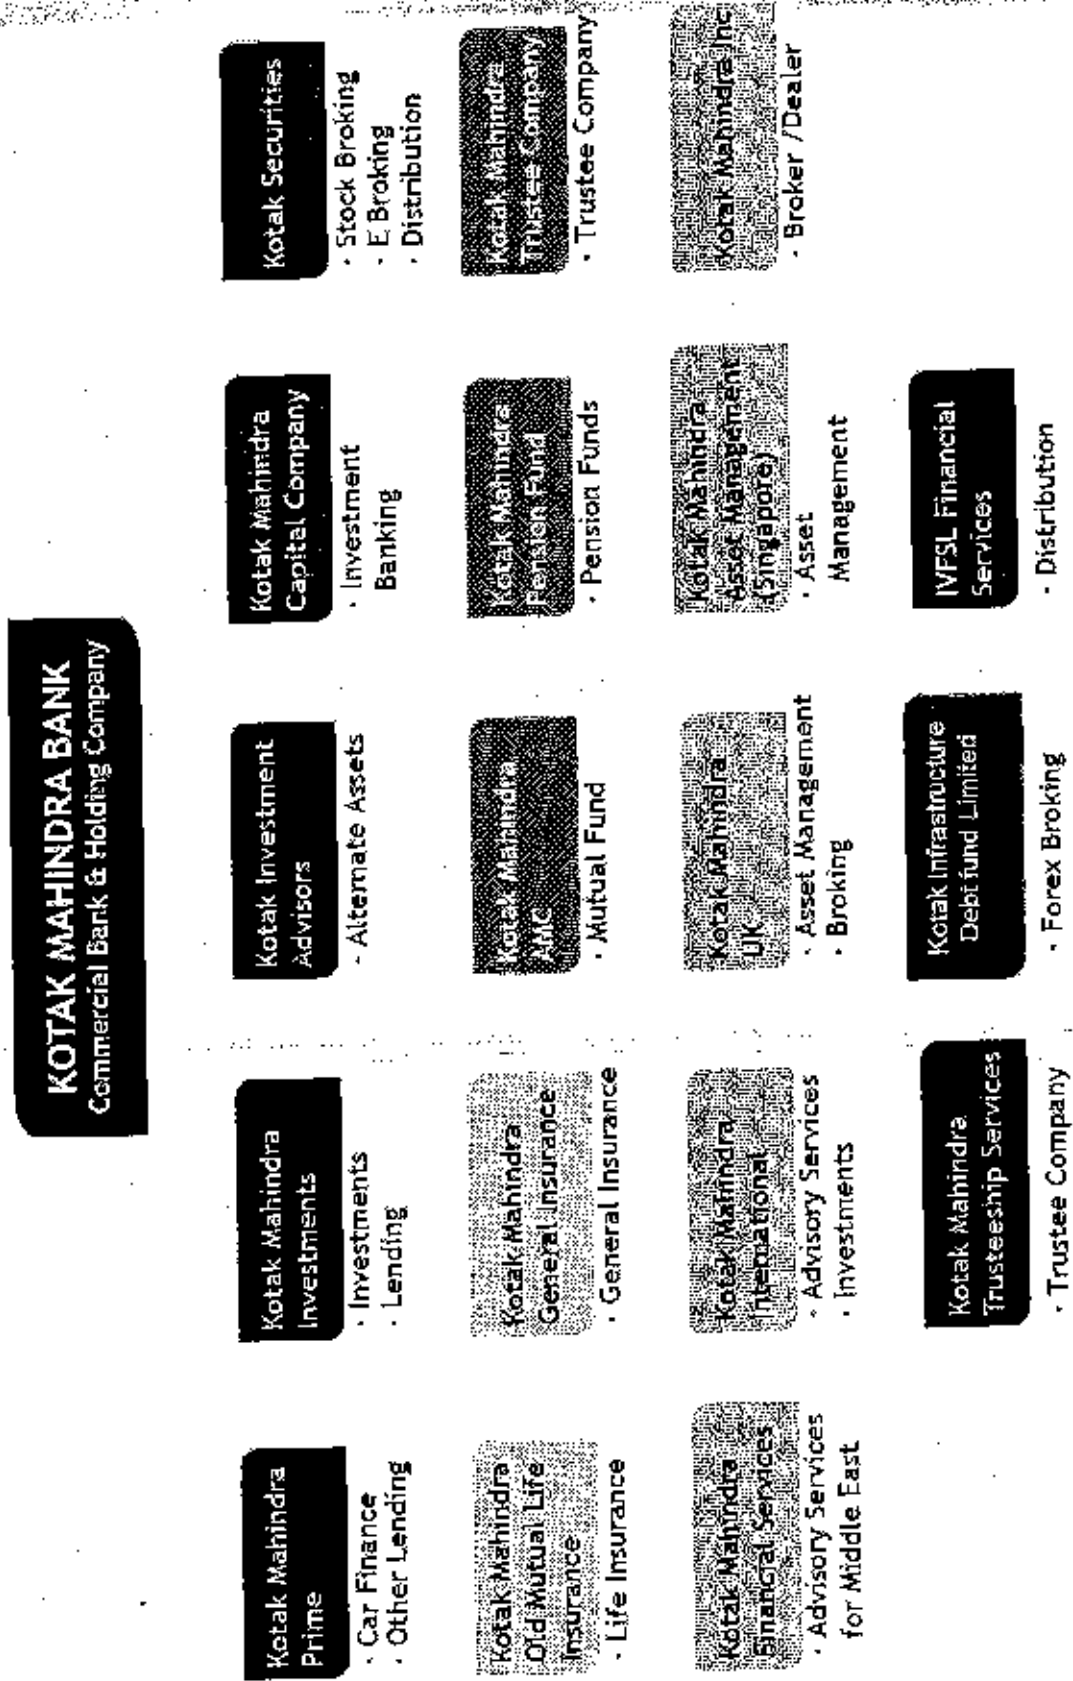 KOTAK MAHINDRA BANK
Commercial Bank & Holding Company
Kotak Mahindra
Prime
· Car Finance
· Other Lending
Kotak Mahindra
Investments
· Investments
· Lending
Kotak Investment
Advisors
· Alternate Assets
Kotak Mahindra
Capital Company
· Investment
Banking
Kotak Securities
· Stock Broking
· E Broking
· Distribution
Kotak Mahindra
Old Mutual Life
Insurance
· Life Insurance
Kotak Mahindra
General Insurance
· General Insurance
Kotak Mahindra
AMC
· Mutual Fund
Kotak Mahindra
Pension Fund
· Pension Funds
Kotak Mahindra
Trustee Company
· Trustee Company
Kotak Mahindra
Financial Services
· Advisory Services
for Middle East
Kotak Mahindra
International
· Advisory Services
· Investments
Kotak Mahindra
UK
· Asset Management
· Broking
Kotak Mahindra
Asset Management
(Singapore)
· Asset
Management
Kotak Mahindra Inc
· Broker /Dealer
Kotak Mahindra
Trusteeship Services
· Trustee Company
Kotak Infrastructure
Debt fund Limited
· Forex Broking
IVFSL Financial
Services
· Distribution